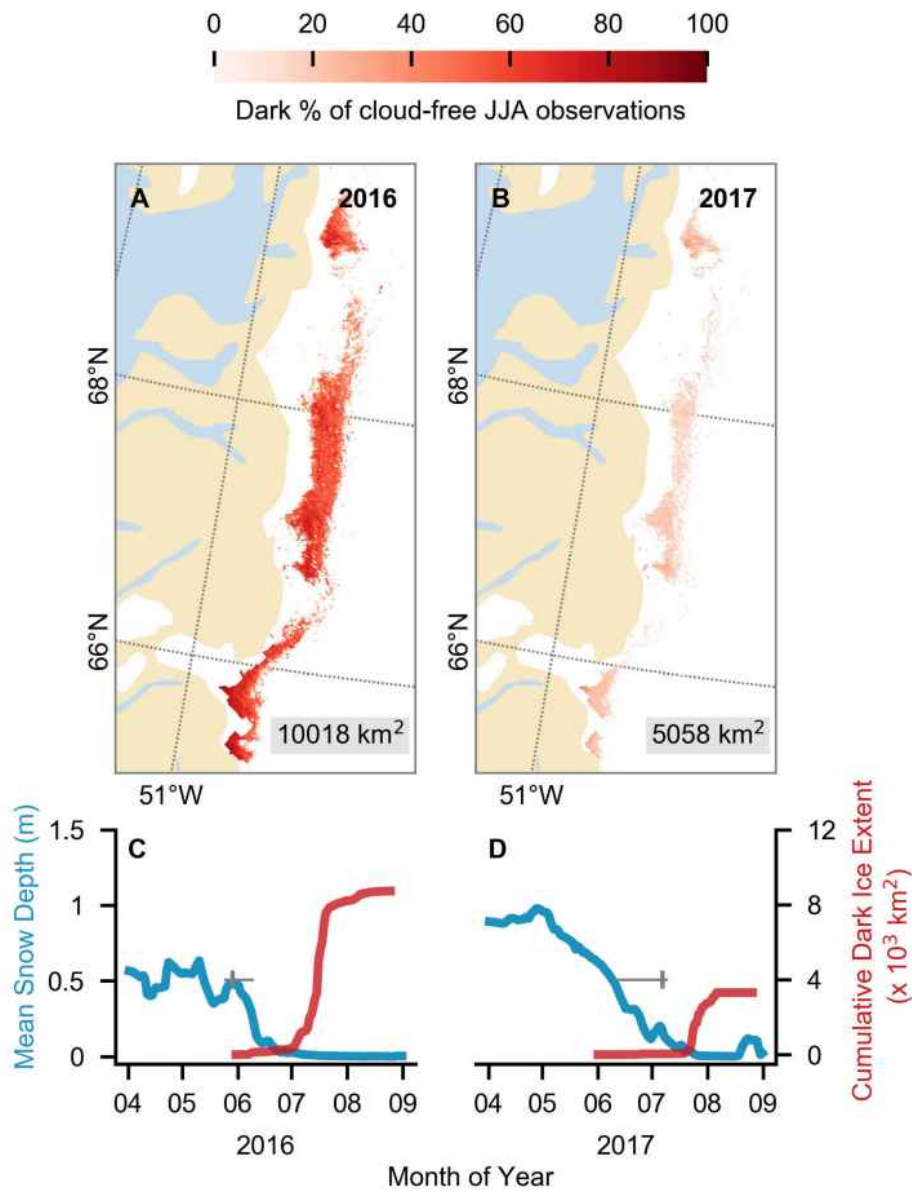 0 20 40 60 80 100
Dark % of cloud-free JJA observations
A 2016
B 2017
68°N
66°N
10018 km²
51°W
68°N
66°N
5058 km²
51°W
Mean Snow Depth (m)
1.5
1
0.5
0
C
04 05 06 07 08 09
2016
D
04 05 06 07 08 09
2017
12
8
4
0
Cumulative Dark Ice Extent
(x 10³ km²)
Month of Year